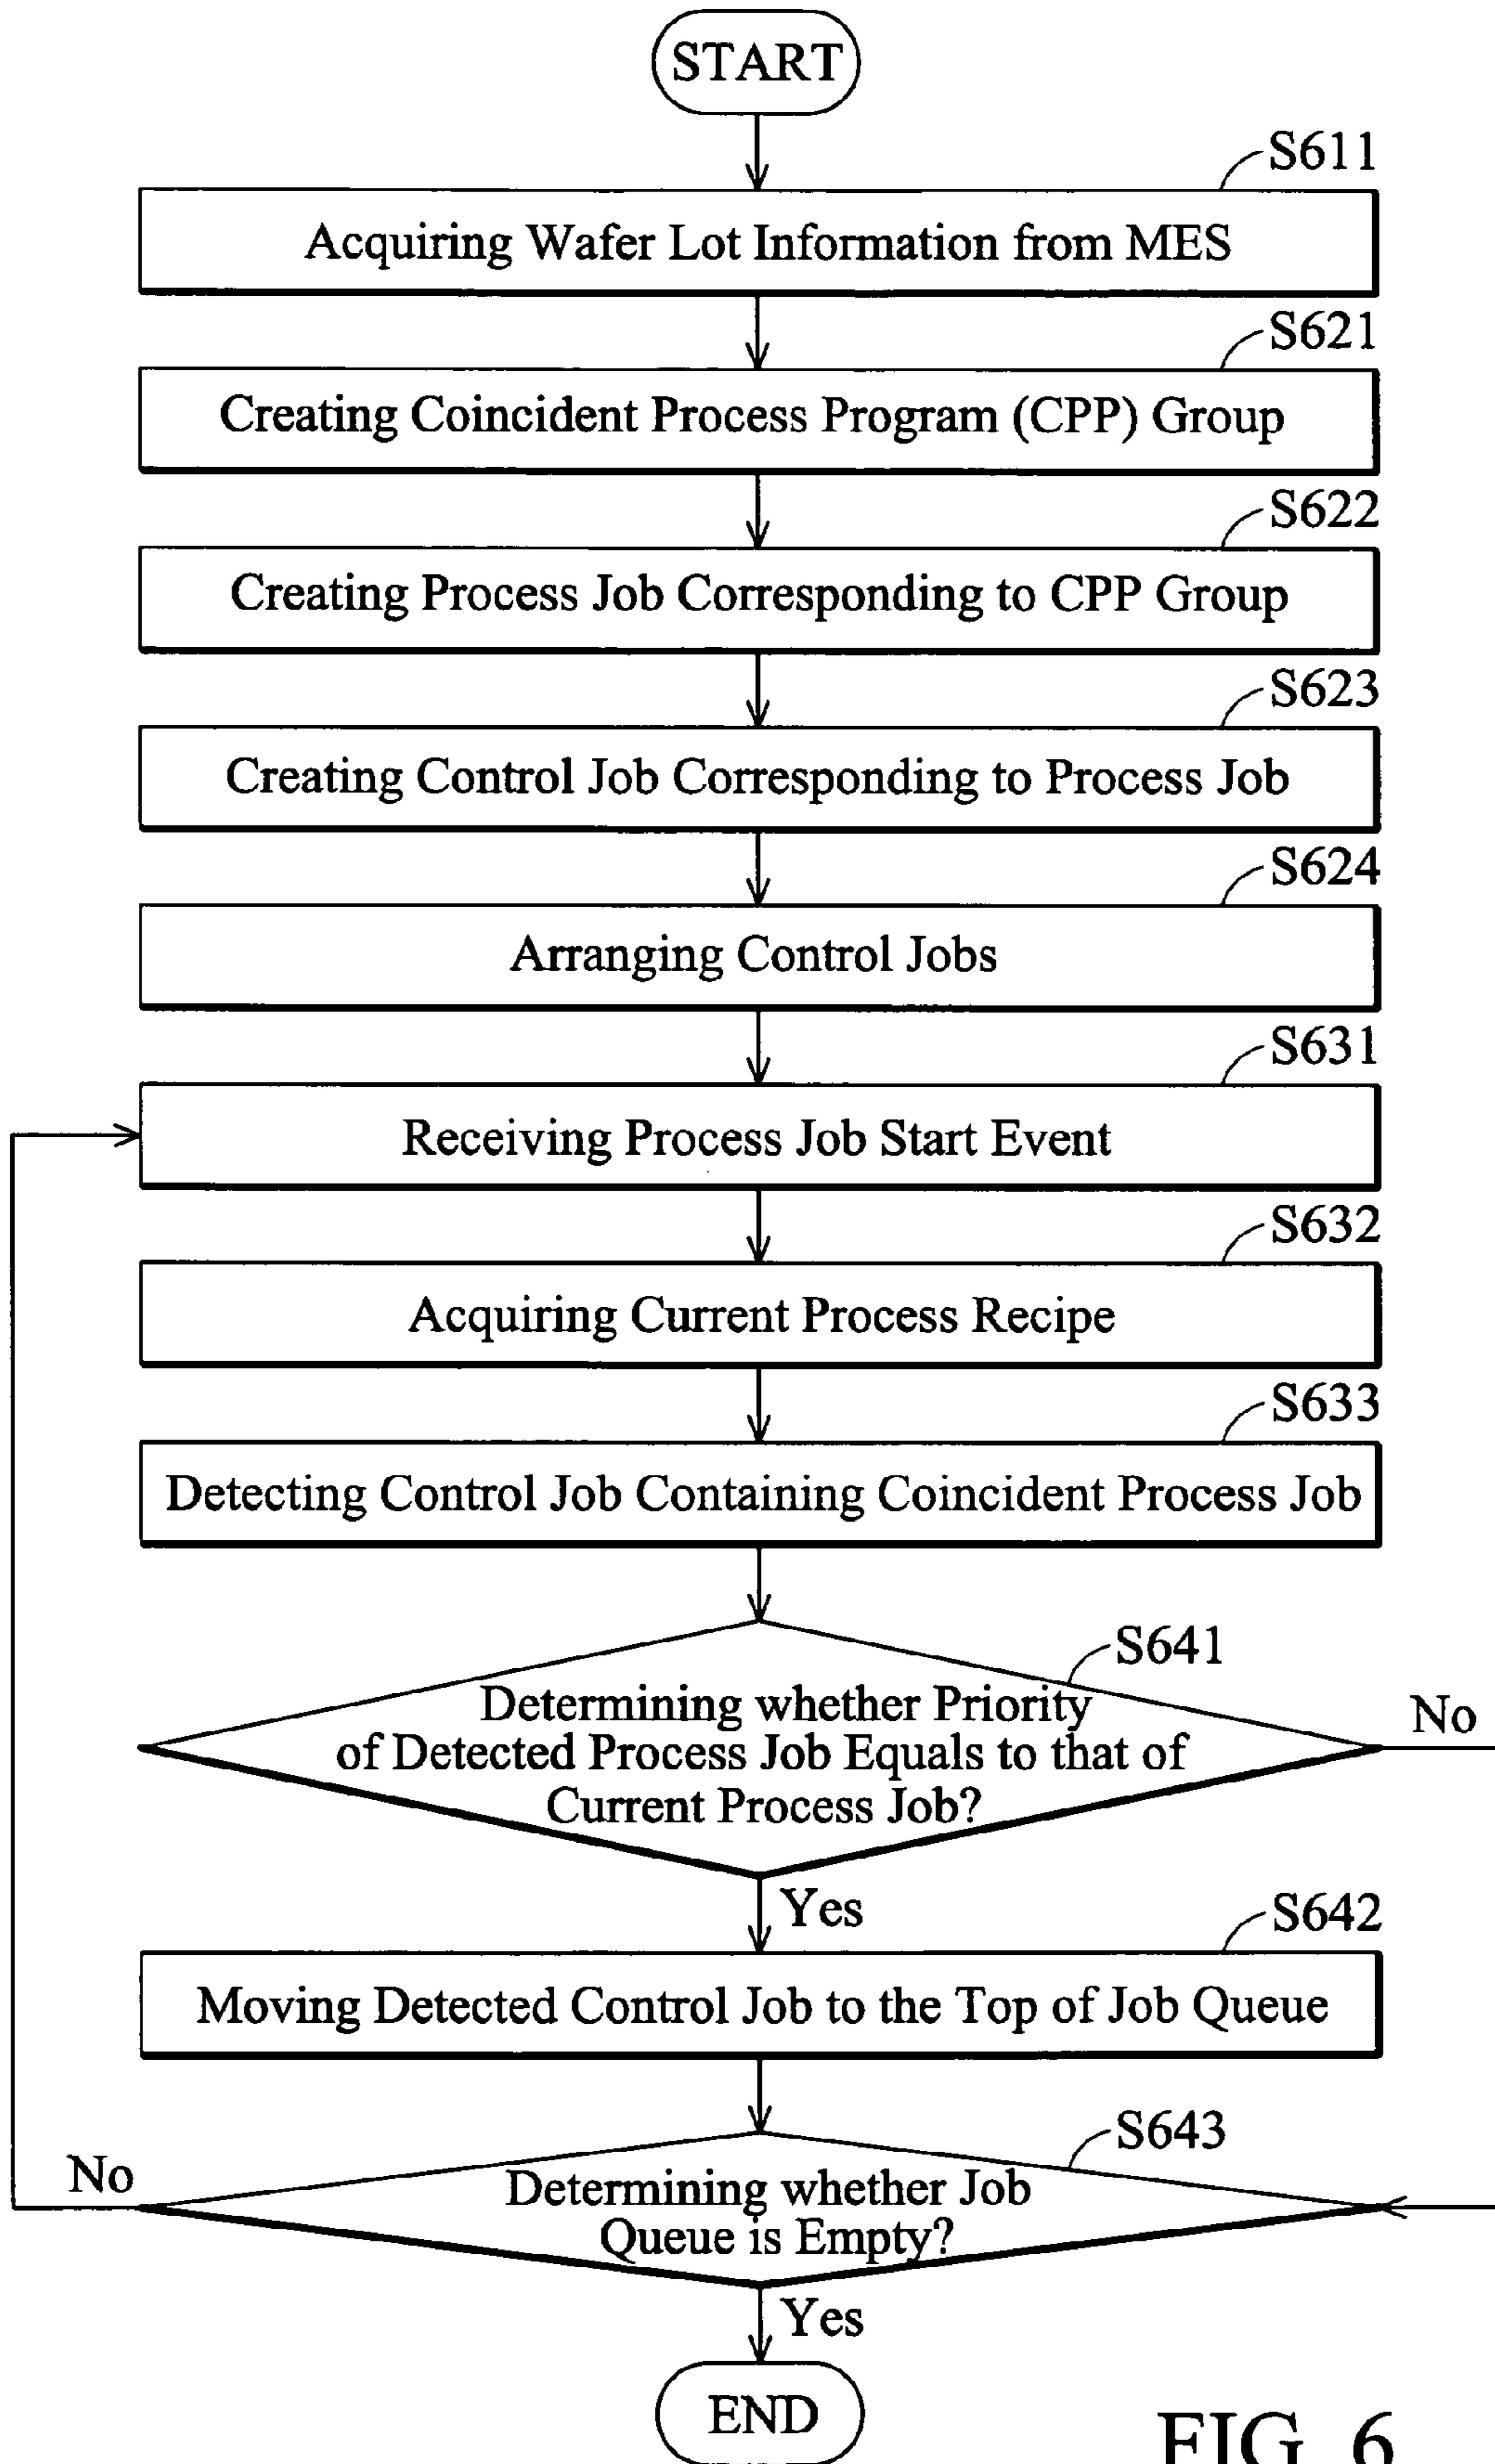 START
S611
Acquiring Wafer Lot Information from MES
S621
Creating Coincident Process Program (CPP) Group
S622
Creating Process Job Corresponding to CPP Group
S623
Creating Control Job Corresponding to Process Job
S624
Arranging Control Jobs
S631
Receiving Process Job Start Event
S632
Acquiring Current Process Recipe
S633
Detecting Control Job Containing Coincident Process Job
S641
Determining whether Priority
of Detected Process Job Equals to that of
Current Process Job?
No
Yes
S642
Moving Detected Control Job to the Top of Job Queue
S643
No
Determining whether Job
Queue is Empty?
Yes
END
FIG. 6